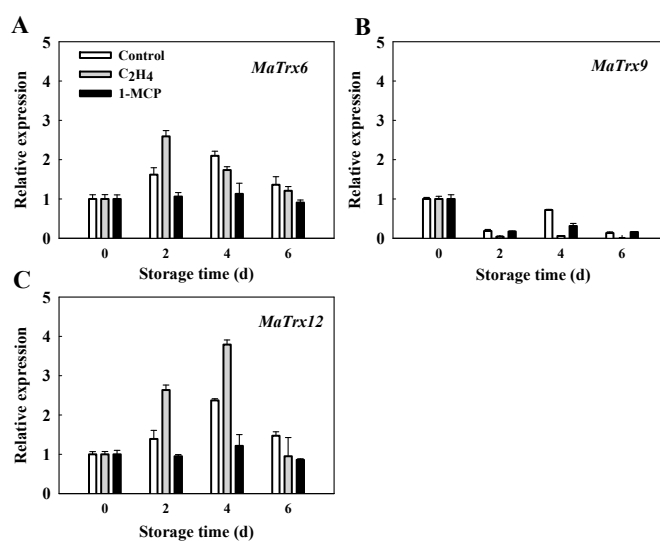 A
5
4
3
2
1
0
Relative expression
Control
C2H4
1-MCP
MaTrx6
0 2 4 6
Storage time (d)
B
5
4
3
2
1
0
Relative expression
MaTrx9
0 2 4 6
Storage time (d)
C
5
4
3
2
1
0
Relative expression
MaTrx12
0 2 4 6
Storage time (d)